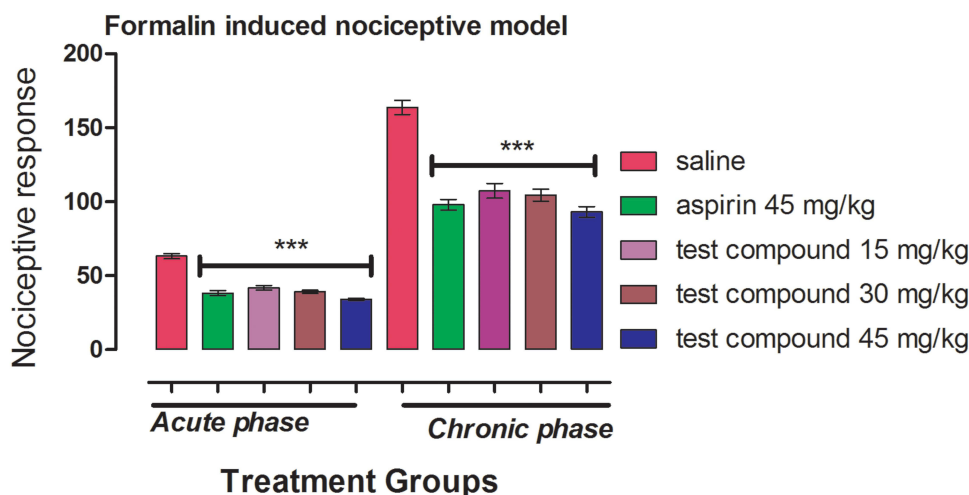 Formalin induced nociceptive model
Nociceptive response
200
150
100
50
0
***
***
saline
aspirin 45 mg/kg
test compound 15 mg/kg
test compound 30 mg/kg
test compound 45 mg/kg
Acute phase
Chronic phase
Treatment Groups